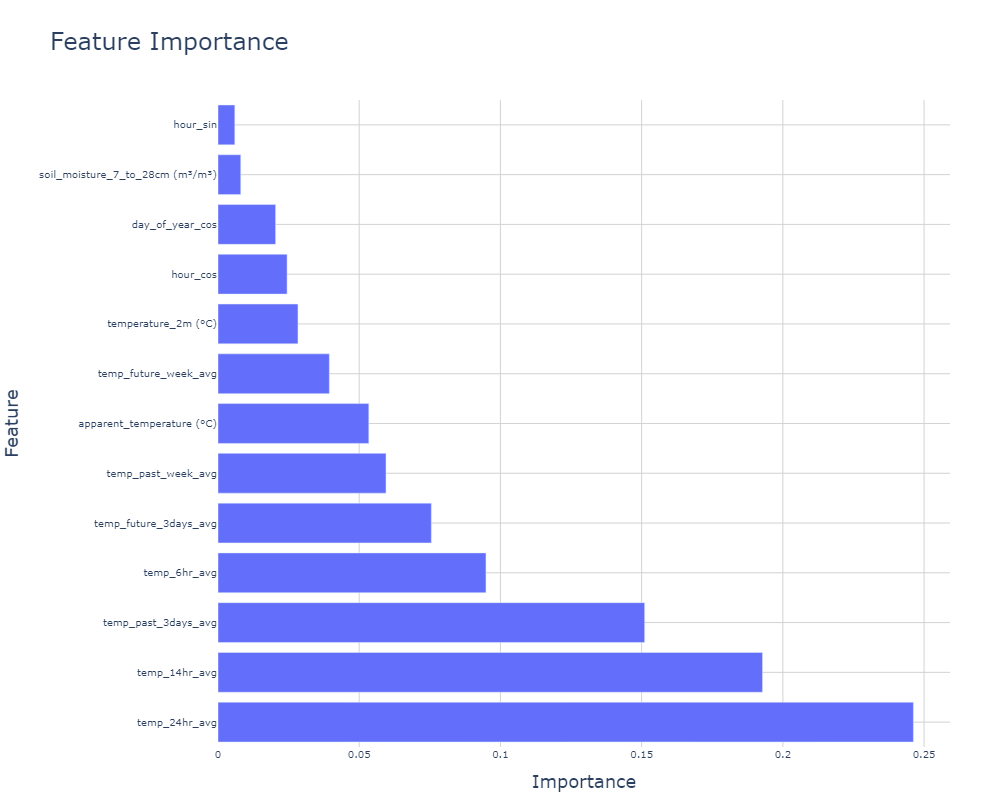 Feature Importance
hour_sin
soil_moisture_7_to_28cm (m³/m³)
day_of_year_cos
hour_cos
temperature_2m (°C)
temp_future_week_avg
apparent_temperature (°C)
temp_past_week_avg
temp_future_3days_avg
temp_6hr_avg
temp_past_3days_avg
temp_14hr_avg
temp_24hr_avg
Feature
0 0.05 0.1 0.15 0.2 0.25
Importance